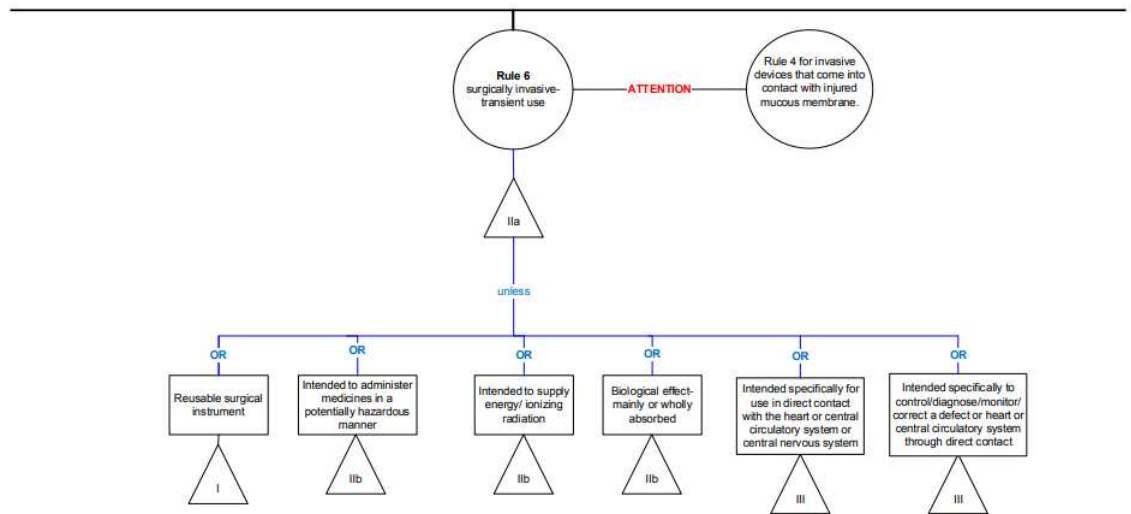 Rule 6
surgically invasive-
transient use
ATTENTION
Rule 4 for invasive
devices that come into
contact with injured
mucous membrane.
IIa
unless
OR
OR
OR
OR
OR
OR
Reusable surgical
instrument
Intended to administer
medicines in a
potentially hazardous
manner
Intended to supply
energy/ ionizing
radiation
Biological effect-
mainly or wholly
absorbed
Intended specifically for
use in direct contact
with the heart or central
circulatory system or
central nervous system
Intended specifically to
control/diagnose/monitor/
correct a defect or heart or
central circulatory system
through direct contact
I
IIb
IIb
IIb
III
III